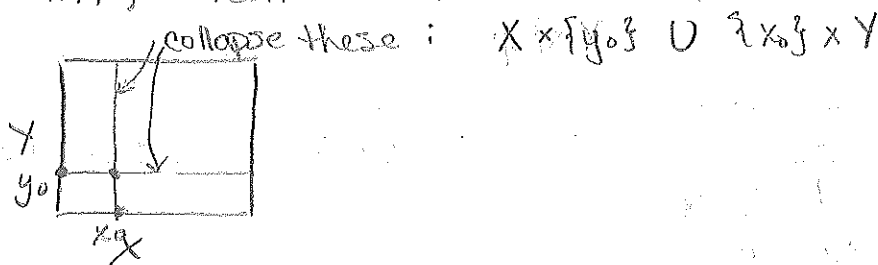 collapse these : X × {y₀} ∪ {x₀} × Y
Y
y₀
x₀
X